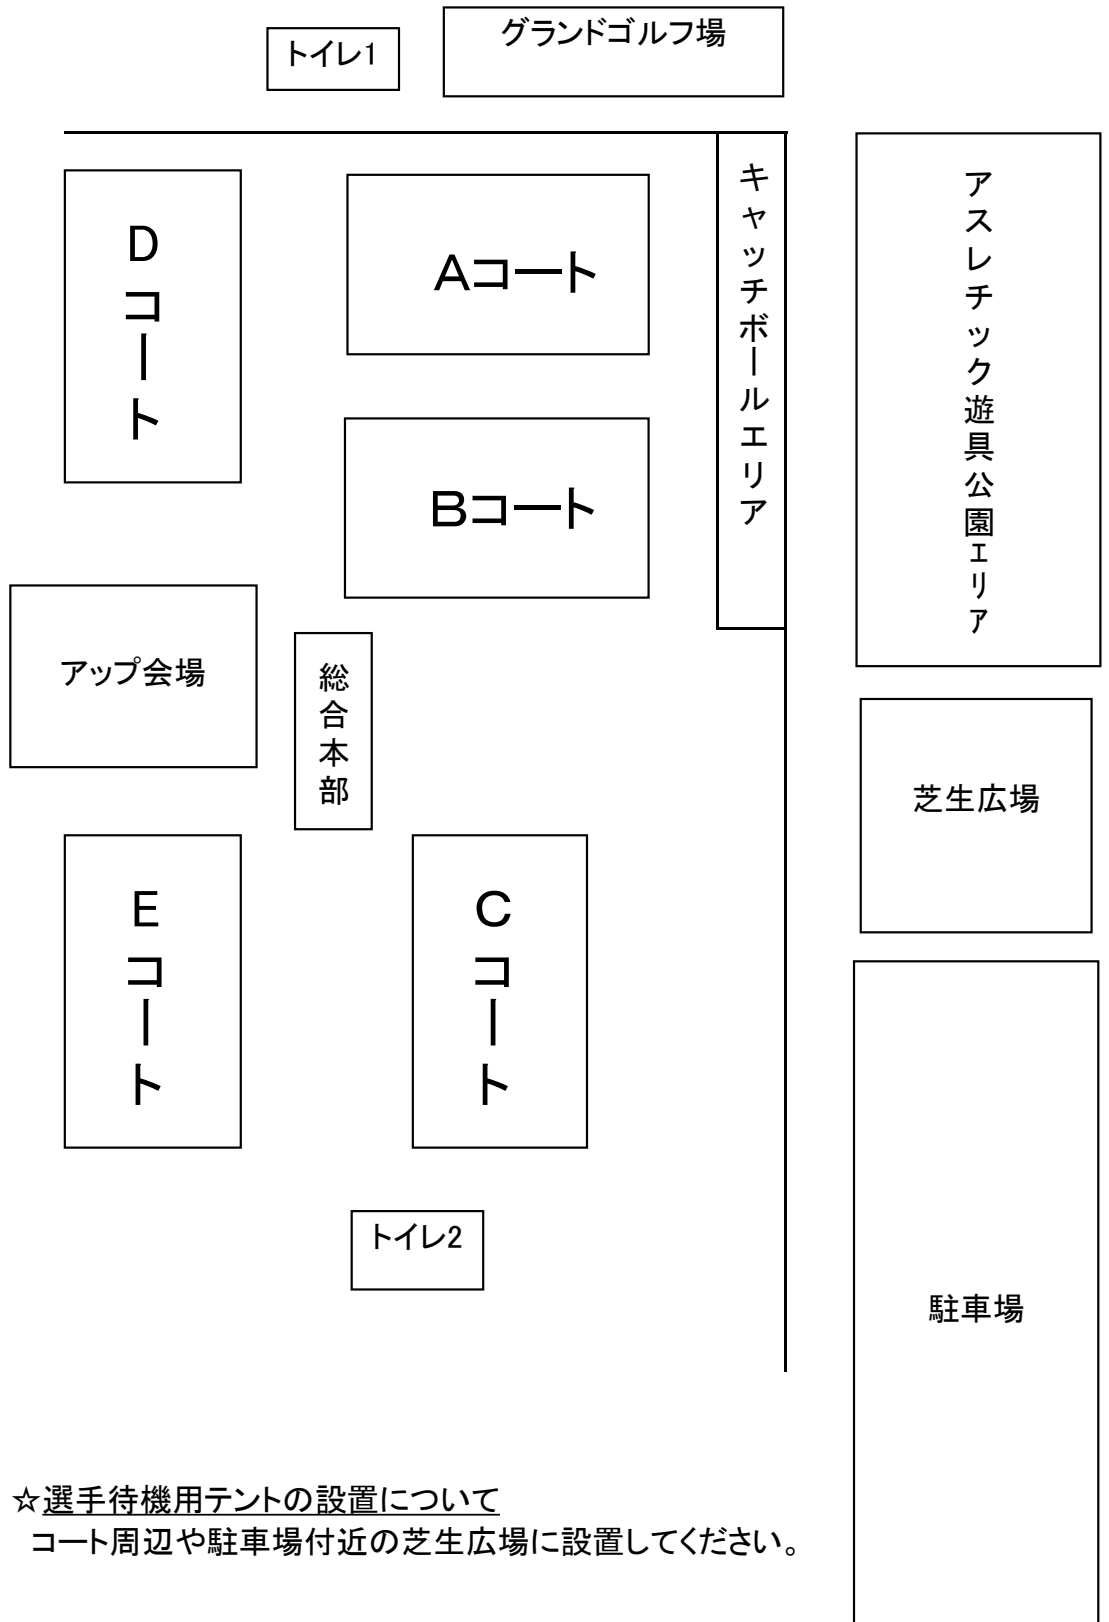 トイレ1
グランドゴルフ場
Dコート
Aコート
キャッチボールエリア
アスレチック遊具公園エリア
Bコート
アップ会場
総合本部
芝生広場
Eコート
Cコート
トイレ2
駐車場
☆選手待機用テントの設置について
コート周辺や駐車場付近の芝生広場に設置してください。